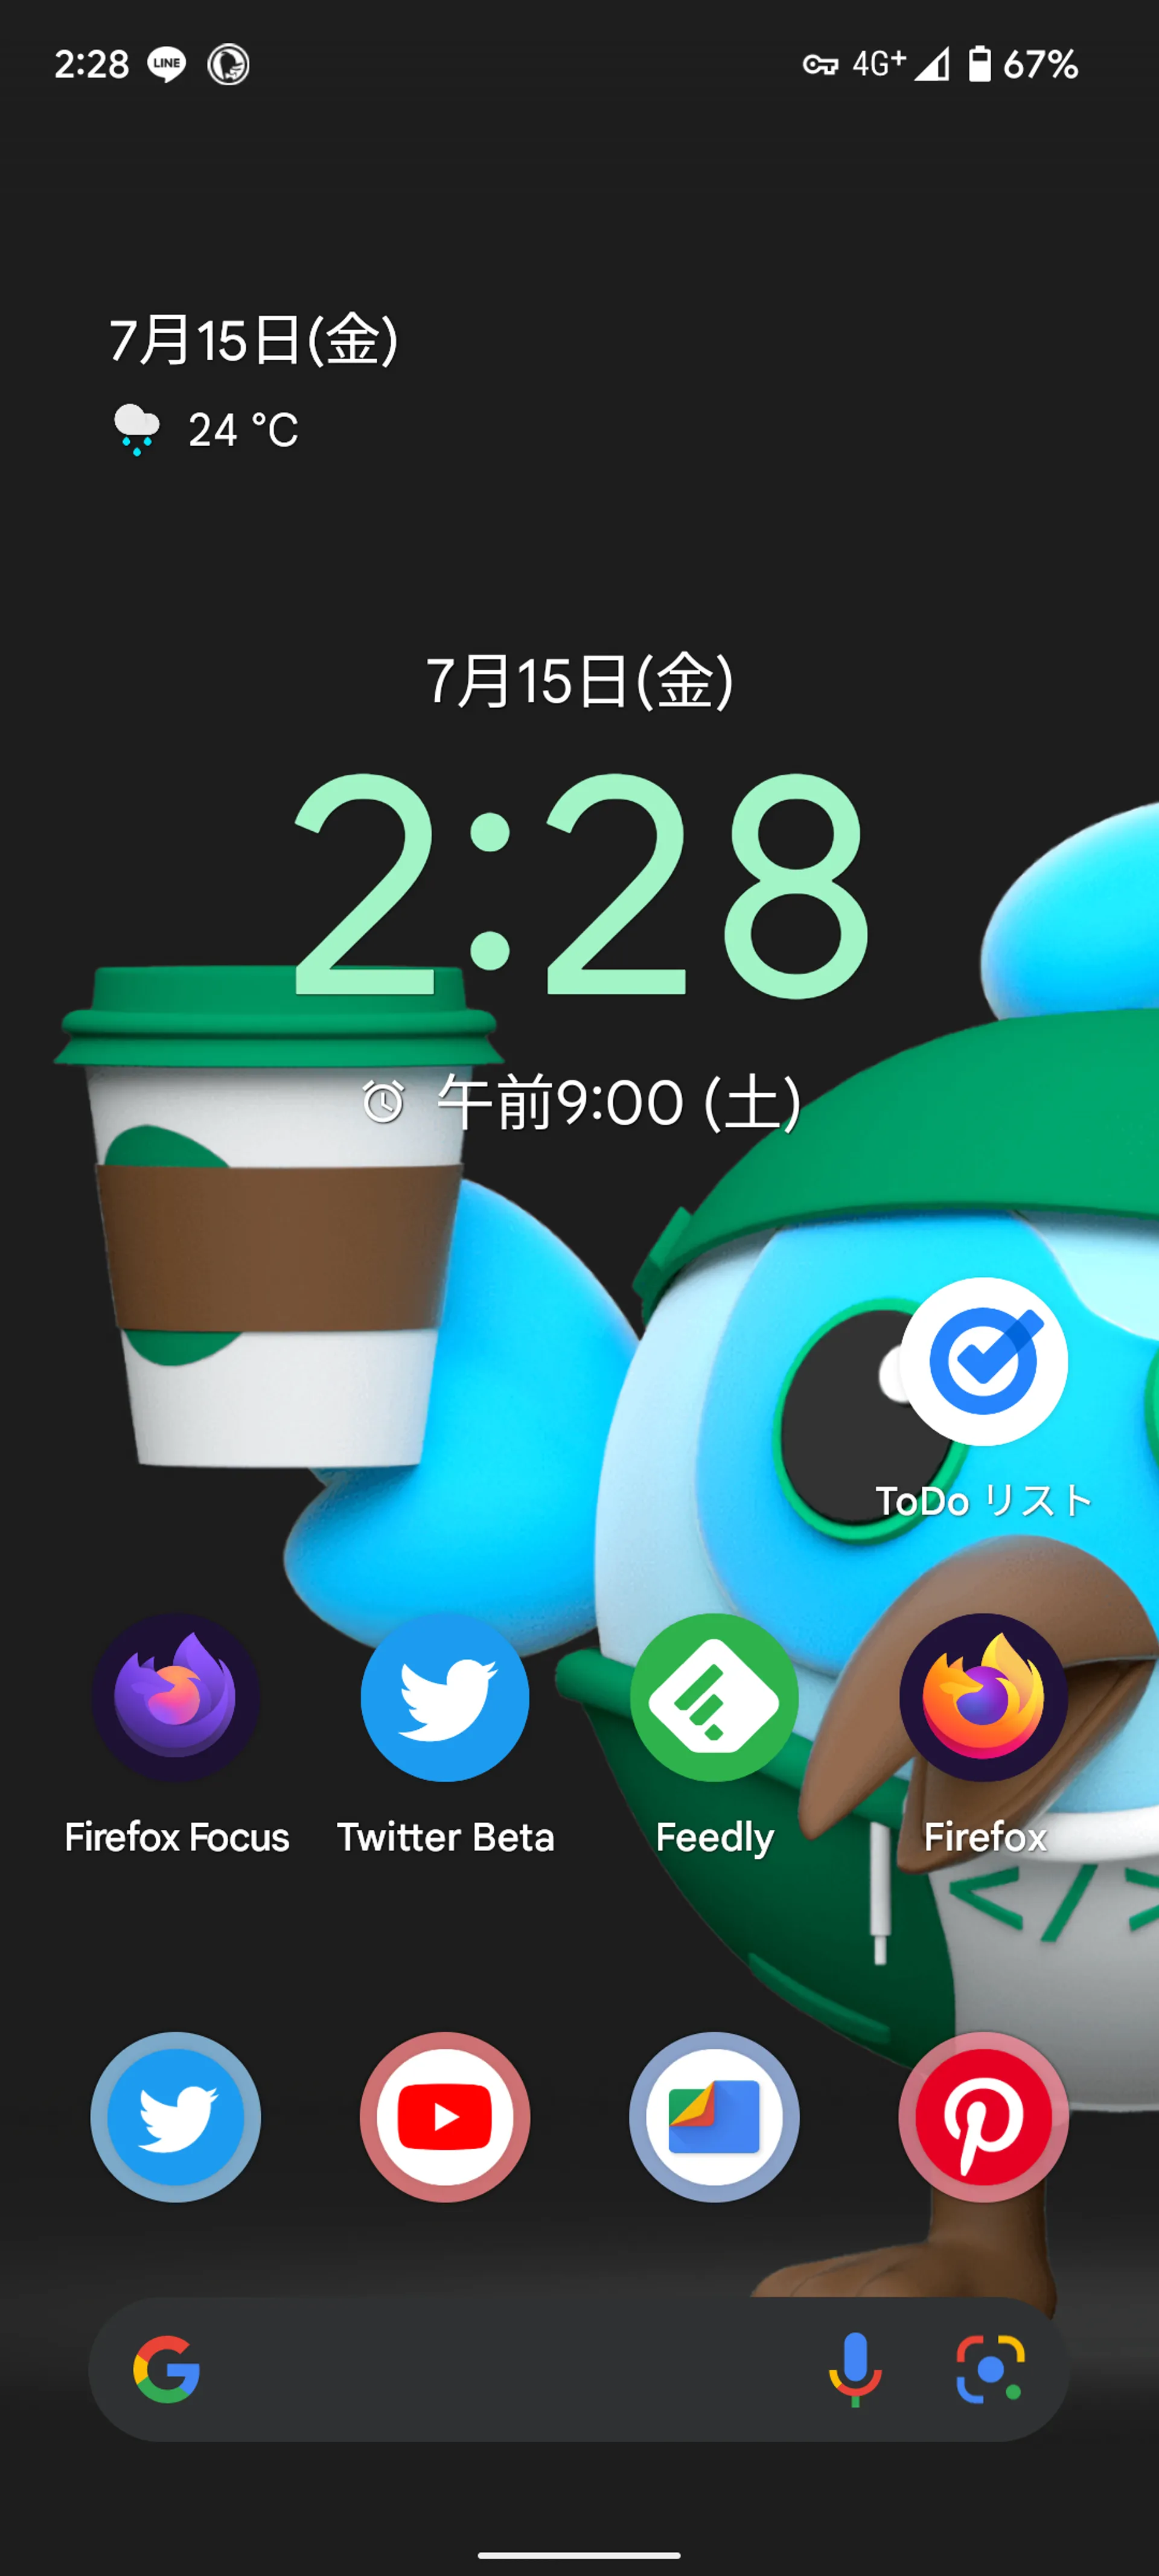 2:28 LINE 4G+ 67%
7月15日(金)
24 °C
7月15日(金)
2:28
午前9:00 (土)
ToDo リスト
Firefox Focus Twitter Beta Feedly Firefox
</>